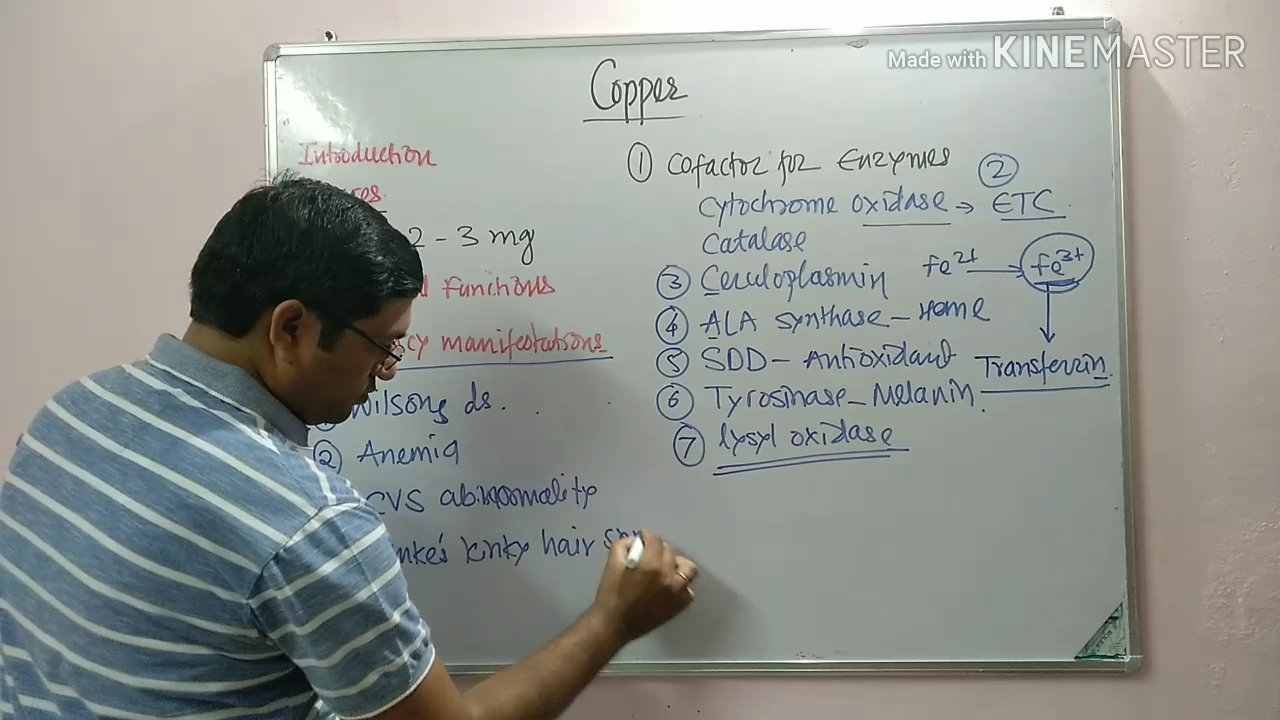 Made with KINEMASTER
Copper
Introduction
2 - 3 mg
functions
manifestations
Wilsons ds.
② Anemia
CVS abnormality
kinky hair
① Cofactor for Enzymes
②
Cytochrome oxidase → ETC
Catalase
③ Ceruloplasmin Fe2+ → Fe3+
④ ALA synthase - Heme
⑤ SOD - Antioxidant
Transferrin
⑥ Tyrosinase - Melanin.
⑦ lysyl oxidase